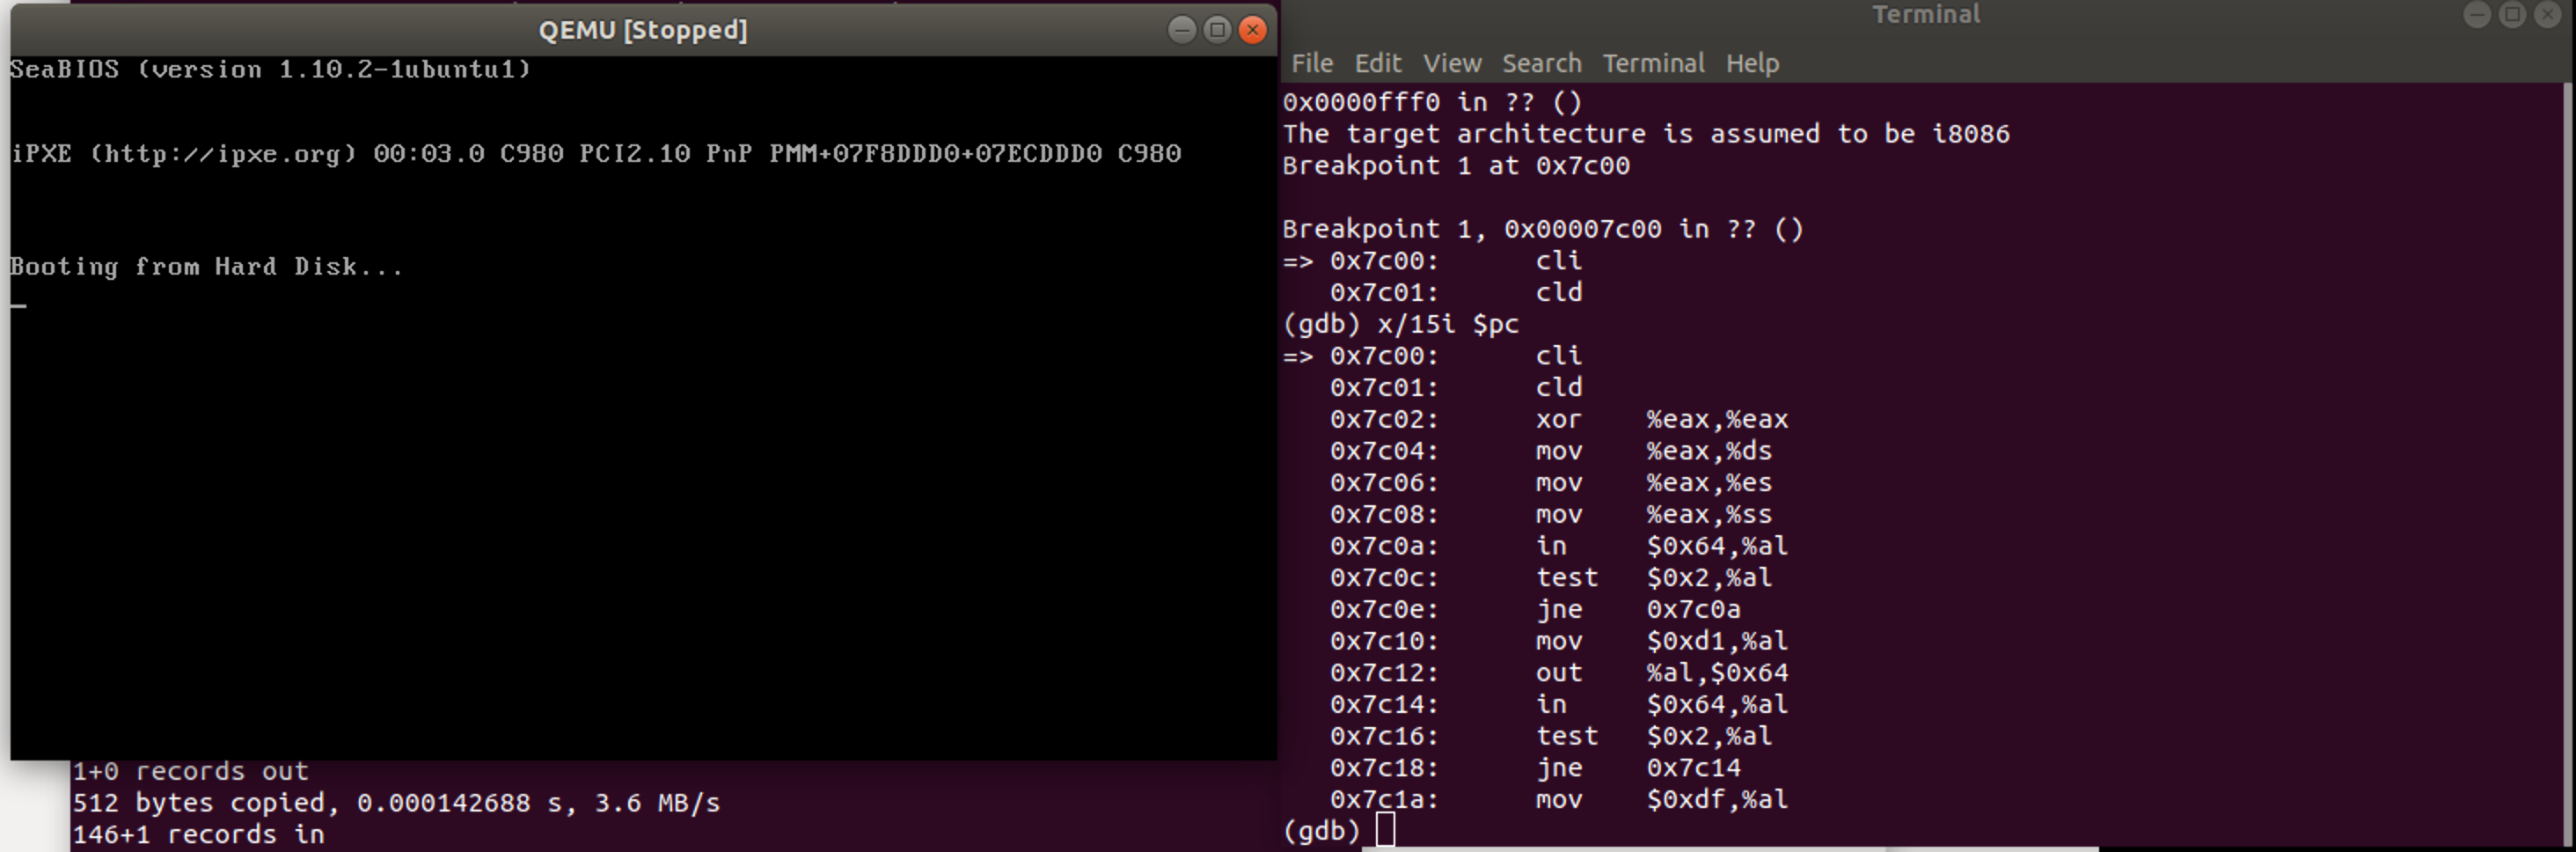 QEMU [Stopped]
SeaBIOS (version 1.10.2-1ubuntu1)
iPXE (http://ipxe.org) 00:03.0 C980 PCI2.10 PnP PMM+07F8DDD0+07ECDDD0 C980
Booting from Hard Disk...
_
1+0 records out
512 bytes copied, 0.000142688 s, 3.6 MB/s
146+1 records in
Terminal
File Edit View Search Terminal Help
0x0000fff0 in ?? ()
The target architecture is assumed to be i8086
Breakpoint 1 at 0x7c00
Breakpoint 1, 0x00007c00 in ?? ()
=> 0x7c00: cli
0x7c01: cld
(gdb) x/15i $pc
=> 0x7c00: cli
0x7c01: cld
0x7c02: xor %eax,%eax
0x7c04: mov %eax,%ds
0x7c06: mov %eax,%es
0x7c08: mov %eax,%ss
0x7c0a: in $0x64,%al
0x7c0c: test $0x2,%al
0x7c0e: jne 0x7c0a
0x7c10: mov $0xd1,%al
0x7c12: out %al,$0x64
0x7c14: in $0x64,%al
0x7c16: test $0x2,%al
0x7c18: jne 0x7c14
0x7c1a: mov $0xdf,%al
(gdb)